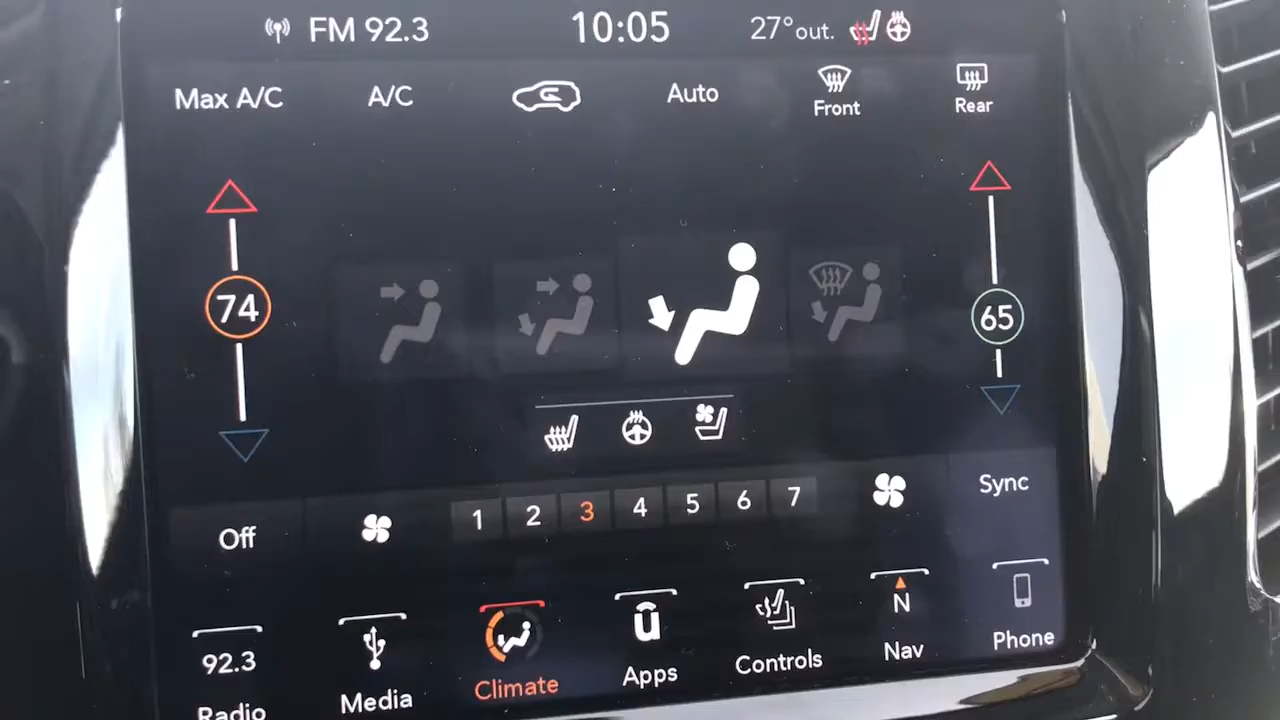 FM 92.3
10:05
27° out.
Max A/C
A/C
Auto
Front
Rear
74
65
Sync
Off
1 2 3 4 5 6 7
92.3
Radio
Media
Climate
u
Apps
Controls
N
Nav
Phone